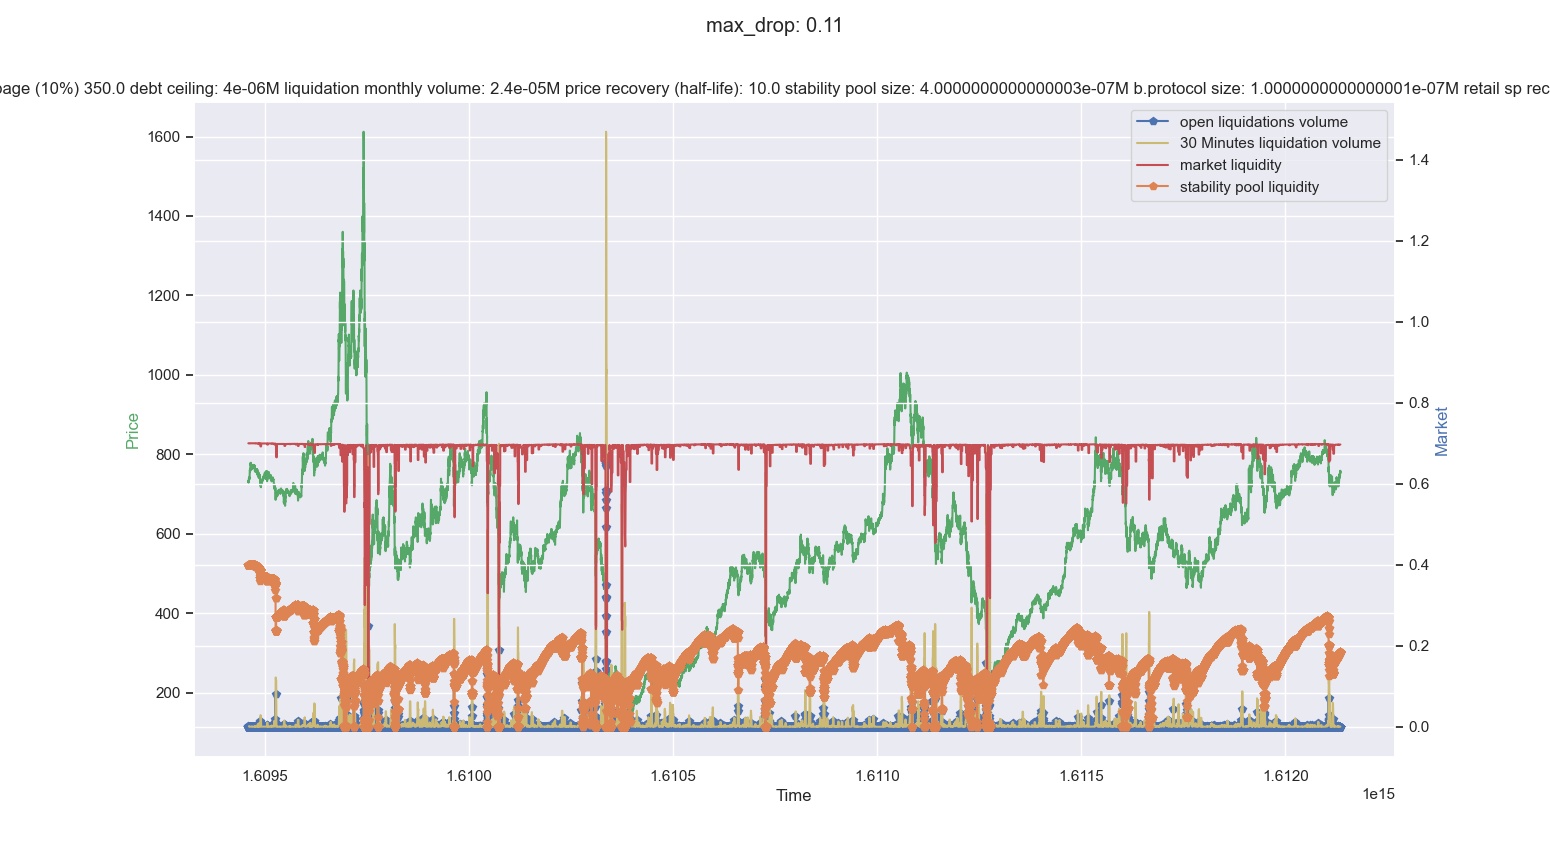 max_drop: 0.11
page (10%) 350.0 debt ceiling: 4e-06M liquidation monthly volume: 2.4e-05M price recovery (half-life): 10.0 stability pool size: 4.0000000000000003e-07M b.protocol size: 1.0000000000000001e-07M retail sp rec
open liquidations volume
30 Minutes liquidation volume
market liquidity
stability pool liquidity
Price
1600
1400
1200
1000
800
600
400
200
Market
1.4
1.2
1.0
0.8
0.6
0.4
0.2
0.0
1.6095
1.6100
1.6105
1.6110
1.6115
1.6120
Time
1e15